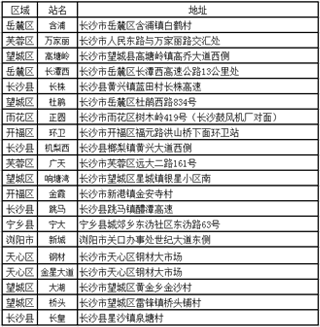 区域 站名 地址
岳麓区 含浦 长沙市岳麓区含浦镇白鹤村
芙蓉区 万家丽 长沙市人民东路与万家丽路交汇处
望城区 高塘岭 长沙市望城区高塘岭镇高乔大道西侧
岳麓区 长潭西 长沙市岳麓区长潭西高速公路13公里处
长沙县 长株 长沙县黄兴镇蓝田村长株高速
望城区 杜鹃 长沙市望城区杜鹃西路834号
雨花区 正圆 长沙市雨花区树木岭419号（长沙鼓风机厂对面）
开福区 环卫 长沙市开福区福元路洪山桥下面环卫站
长沙县 机梨西 长沙县榔梨镇黄兴大道西侧
芙蓉区 广天 长沙市芙蓉区远大二路161号
望城区 响塘湾 长沙市望城区星城镇银星小区南
开福区 金霞 长沙市新港镇金安寺村
长沙县 跳马 长沙县跳马镇醴潭高速
宁乡县 宁大 宁乡县城郊乡东沩社区东沩路63号
浏阳市 新城 浏阳市关口办事处世纪大道东侧
天心区 钢材 长沙市天心区钢材大市场
天心区 金星大道 长沙市天心区钢材大市场
望城区 大湖 长沙市望城区黄金乡金沙村
望城区 桥头 长沙市望城区雷锋镇桥头铺村
长沙县 长皇 长沙县星沙镇泉塘村